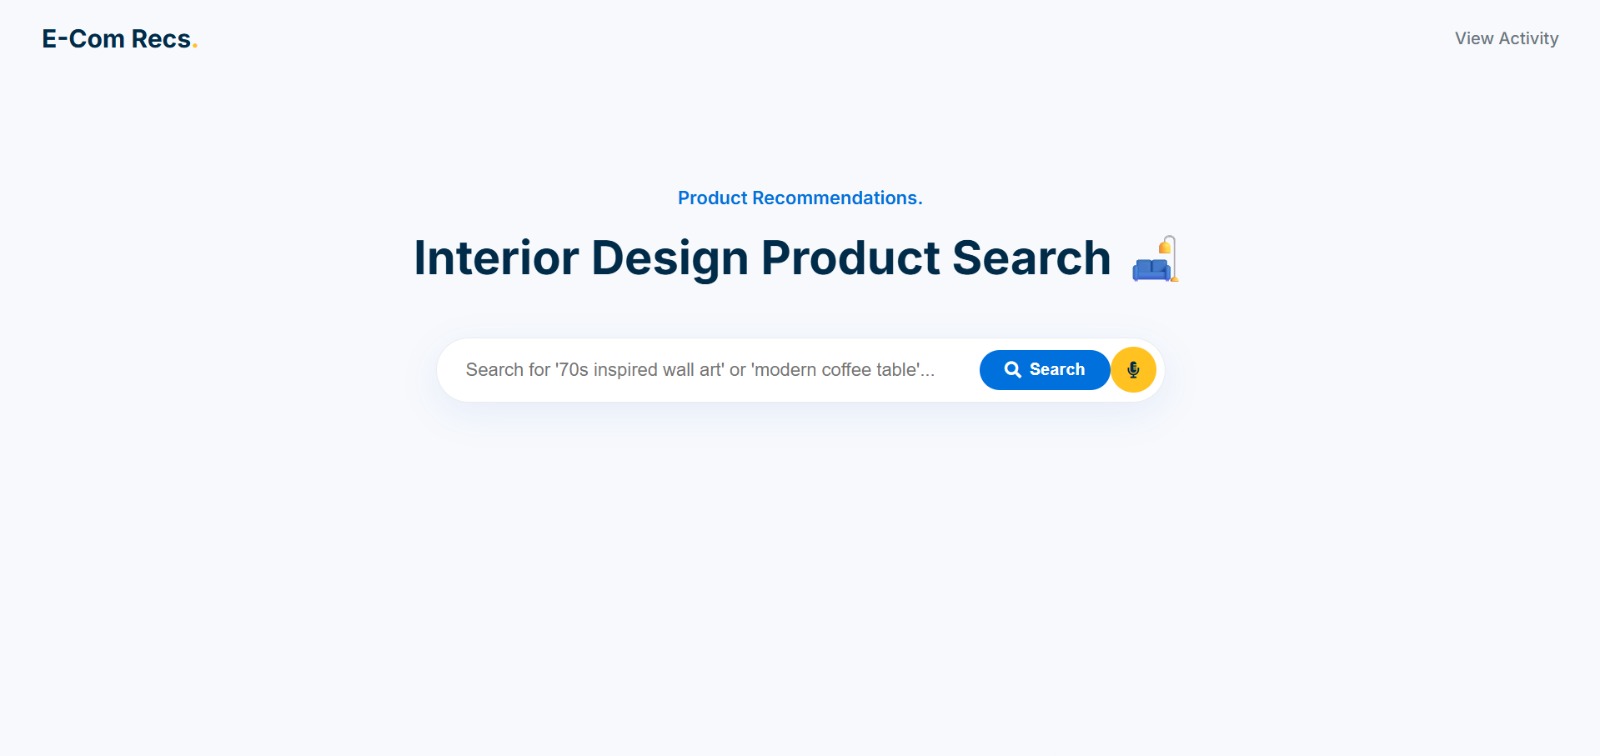 E-Com Recs.
View Activity
Product Recommendations.
Interior Design Product Search
Search for '70s inspired wall art' or 'modern coffee table'...
Search